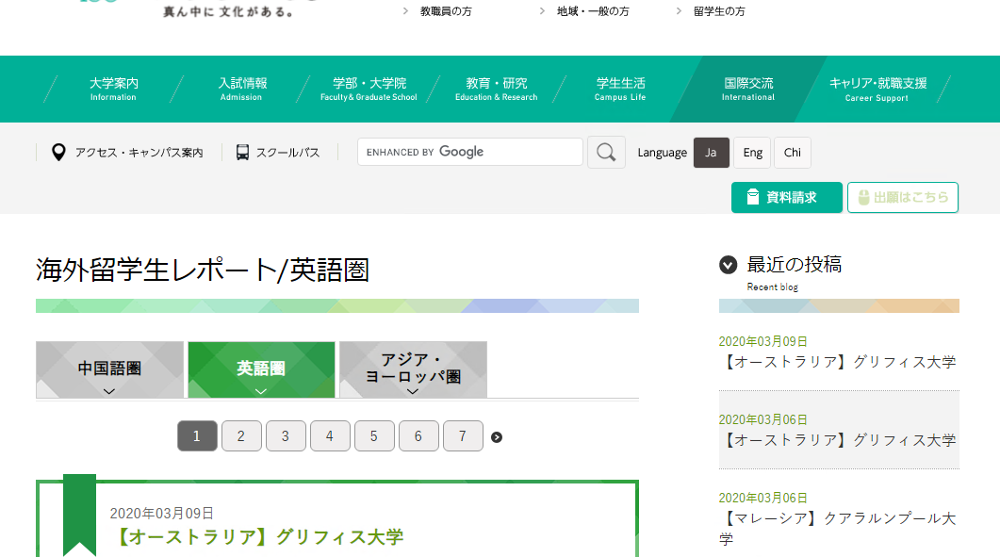 真ん中に 文化がある。
教職員の方
地域・一般の方
留学生の方
大学案内
Information
入試情報
Admission
学部・大学院
Faculty & Graduate School
教育・研究
Education & Research
学生生活
Campus Life
国際交流
International
キャリア・就職支援
Career Support
アクセス・キャンパス案内
スクールバス
ENHANCED BY Google
Language
Ja
Eng
Chi
資料請求
出願はこちら
海外留学生レポート/英語圏
中国語圏
英語圏
アジア・
ヨーロッパ圏
1 2 3 4 5 6 7
2020年03月09日
【オーストラリア】グリフィス大学
最近の投稿
Recent blog
2020年03月09日
【オーストラリア】グリフィス大学
2020年03月06日
【オーストラリア】グリフィス大学
2020年03月06日
【マレーシア】クアラルンプール大
学